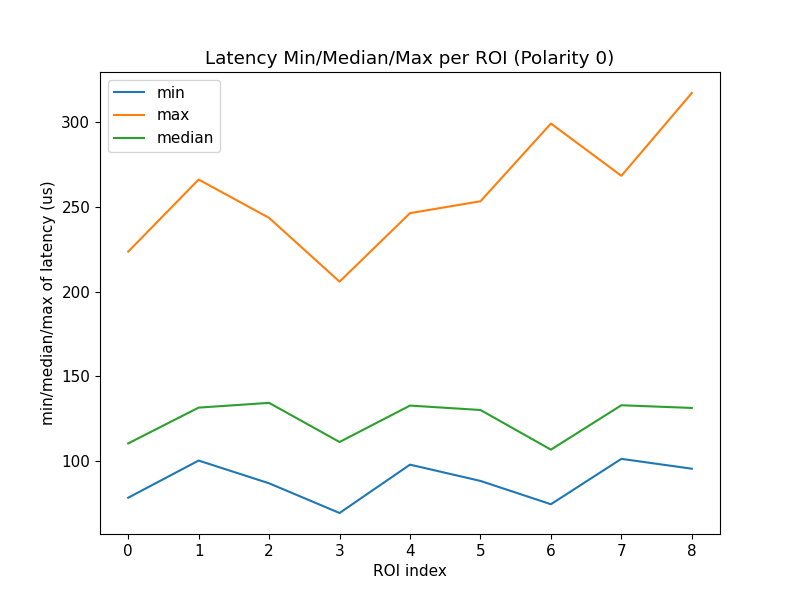 Latency Min/Median/Max per ROI (Polarity 0)
min
max
median
min/median/max of latency (us)
300
250
200
150
100
0 1 2 3 4 5 6 7 8
ROI index